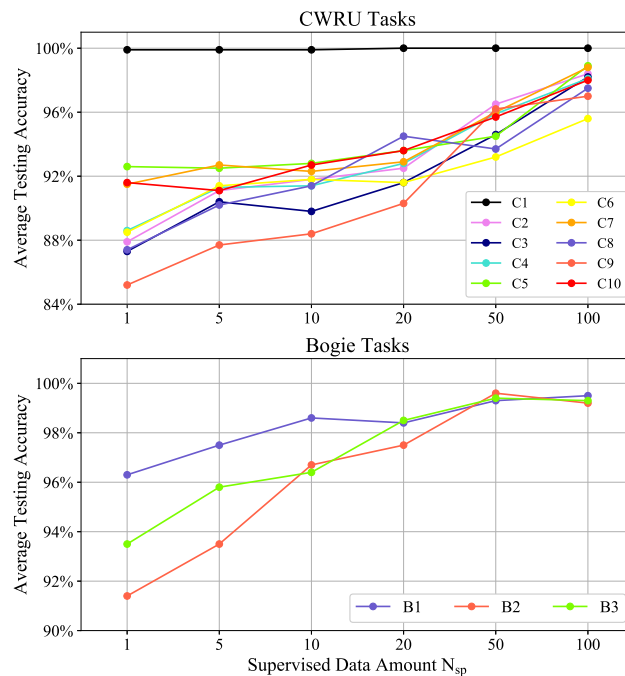 CWRU Tasks
100%
96%
92%
88%
84%
Average Testing Accuracy
C1 C6
C2 C7
C3 C8
C4 C9
C5 C10
1 5 10 20 50 100
Bogie Tasks
100%
98%
96%
94%
92%
90%
Average Testing Accuracy
B1 B2 B3
1 5 10 20 50 100
Supervised Data Amount N_sp